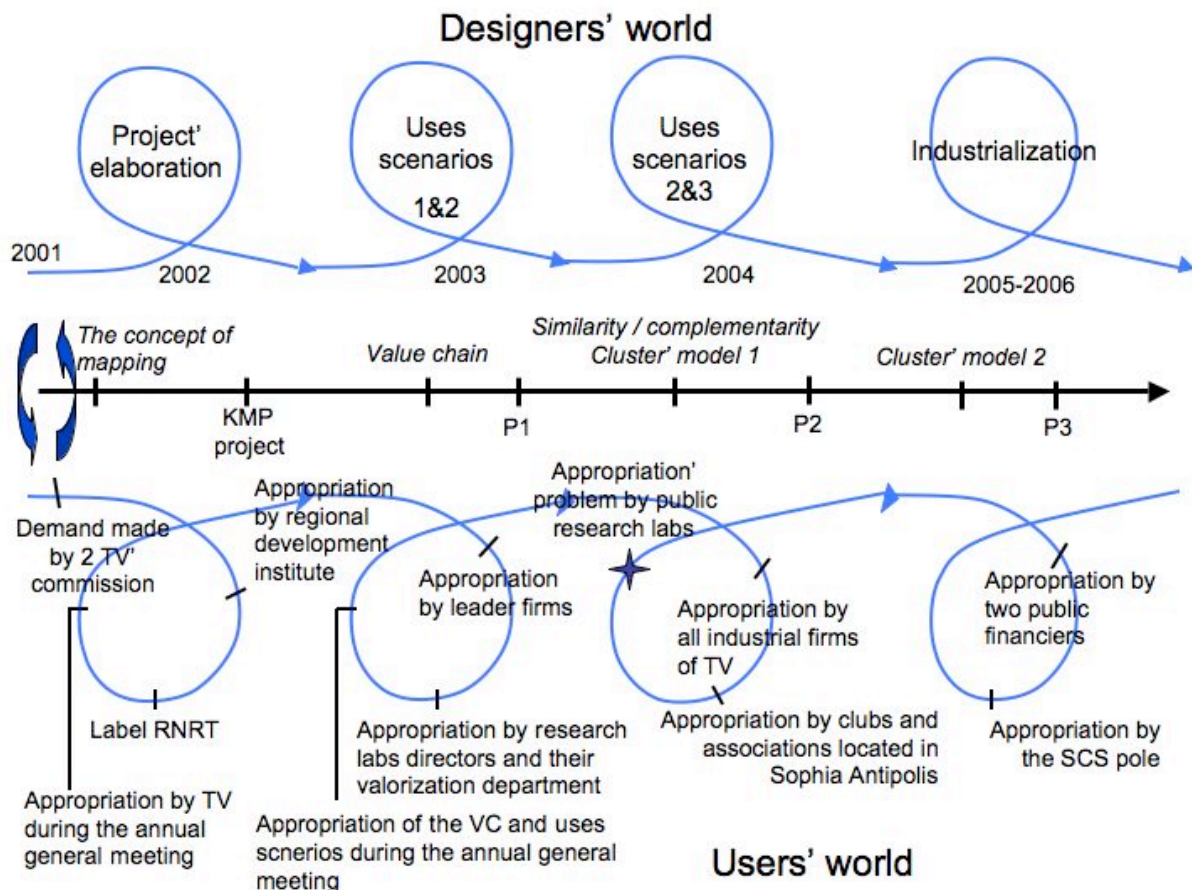 Designers' world
Project'
elaboration
Uses
scenarios
1&2
Uses
scenarios
2&3
Industrialization
2001
2002
2003
2004
2005-2006
The concept of
mapping
Value chain
Similarity / complementarity
Cluster' model 1
Cluster' model 2
KMP
project
P1
P2
P3
Demand made
by 2 TV'
commission
Appropriation
by regional
development
institute
Appropriation
by leader firms
Appropriation'
problem by public
research labs
Appropriation by
all industrial firms
of TV
Appropriation by
two public
financiers
Label RNRT
Appropriation by research
labs directors and their
valorization department
Appropriation by clubs and
associations located in
Sophia Antipolis
Appropriation by
the SCS pole
Appropriation by TV
during the annual
general meeting
Appropriation of the VC and uses
scnerios during the annual general
meeting
Users' world